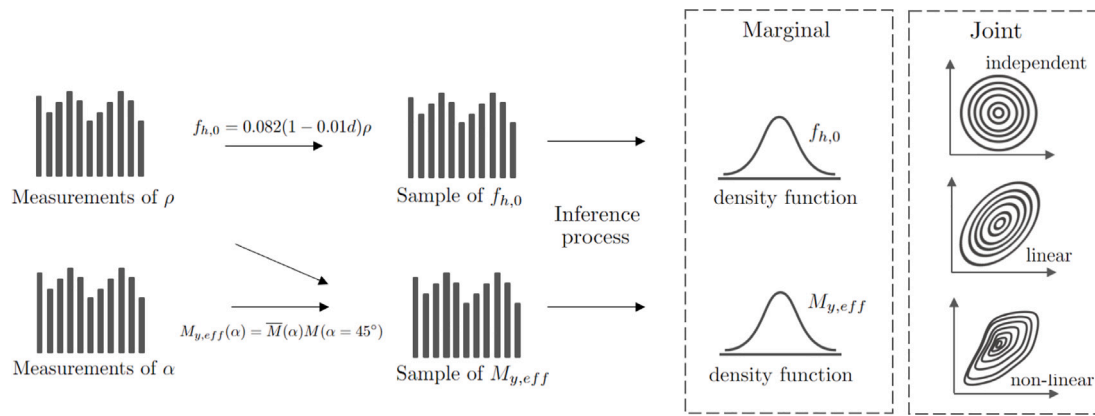 Marginal
Joint
independent
f_{h,0} = 0.082(1 − 0.01d)ρ
f_{h,0}
Measurements of ρ
Sample of f_{h,0}
density function
Inference
process
linear
M_{y,eff}(α) = \overline{M}(α)M(α = 45°)
M_{y,eff}
Measurements of α
Sample of M_{y,eff}
density function
non-linear